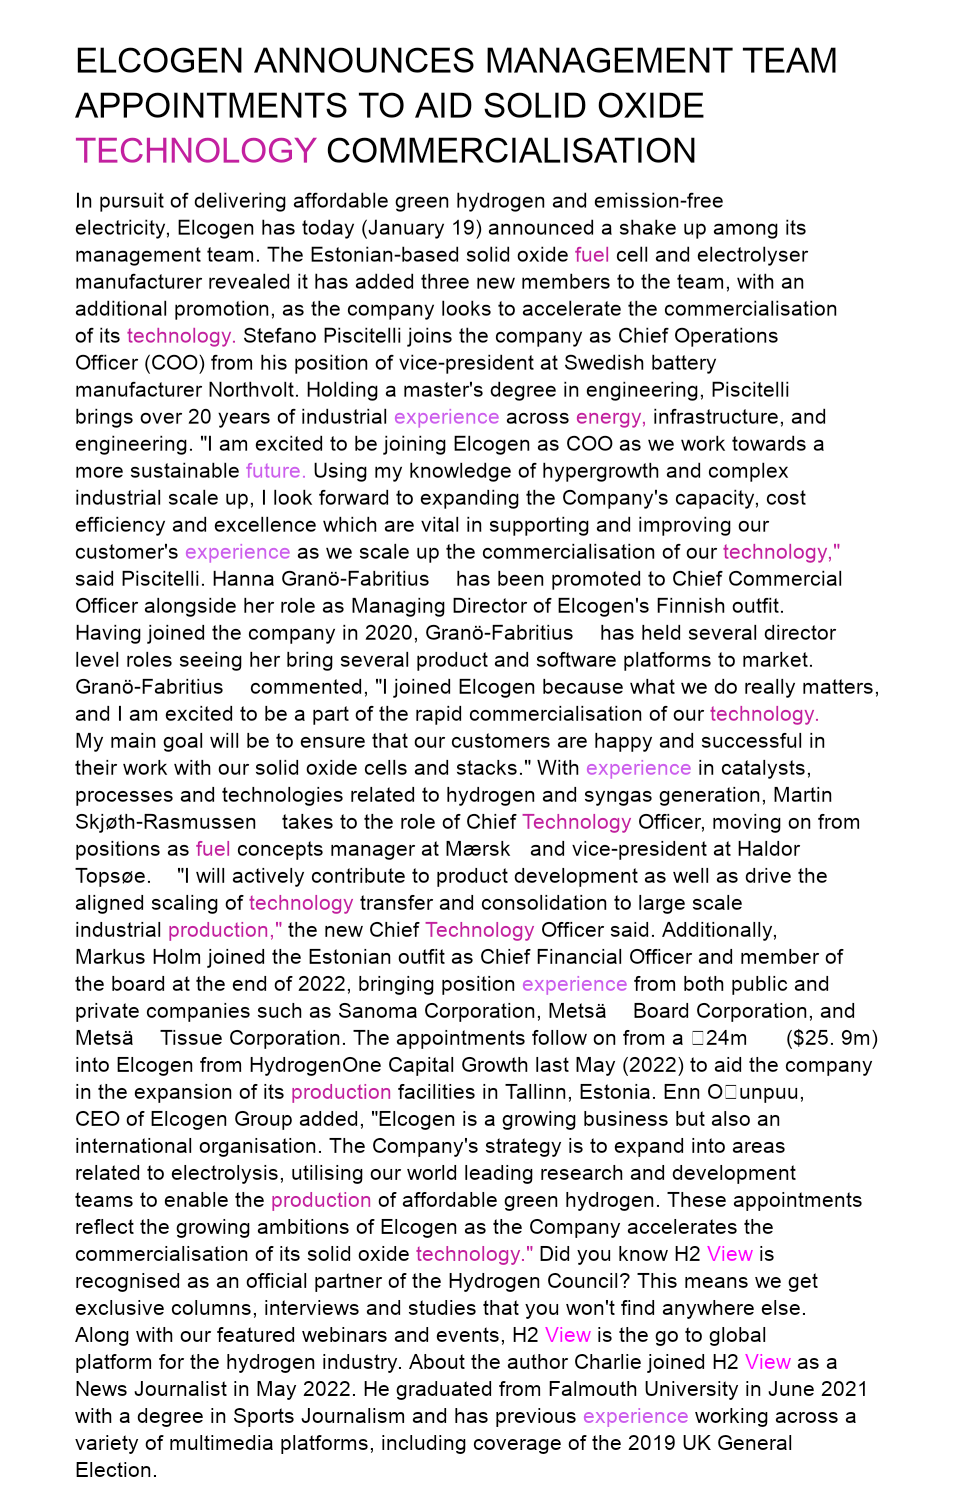 ELCOGEN ANNOUNCES MANAGEMENT TEAM
APPOINTMENTS TO AID SOLID OXIDE
TECHNOLOGY COMMERCIALISATION
In pursuit of delivering affordable green hydrogen and emission-free
electricity, Elcogen has today (January 19) announced a shake up among its
management team. The Estonian-based solid oxide fuel cell and electrolyser
manufacturer revealed it has added three new members to the team, with an
additional promotion, as the company looks to accelerate the commercialisation
of its technology. Stefano Piscitelli joins the company as Chief Operations
Officer (COO) from his position of vice-president at Swedish battery
manufacturer Northvolt. Holding a master's degree in engineering, Piscitelli
brings over 20 years of industrial experience across energy, infrastructure, and
engineering. "I am excited to be joining Elcogen as COO as we work towards a
more sustainable future. Using my knowledge of hypergrowth and complex
industrial scale up, I look forward to expanding the Company's capacity, cost
efficiency and excellence which are vital in supporting and improving our
customer's experience as we scale up the commercialisation of our technology,"
said Piscitelli. Hanna Granö-Fabritius has been promoted to Chief Commercial
Officer alongside her role as Managing Director of Elcogen's Finnish outfit.
Having joined the company in 2020, Granö-Fabritius has held several director
level roles seeing her bring several product and software platforms to market.
Granö-Fabritius commented, "I joined Elcogen because what we do really matters,
and I am excited to be a part of the rapid commercialisation of our technology.
My main goal will be to ensure that our customers are happy and successful in
their work with our solid oxide cells and stacks." With experience in catalysts,
processes and technologies related to hydrogen and syngas generation, Martin
Skjøth-Rasmussen takes to the role of Chief Technology Officer, moving on from
positions as fuel concepts manager at Mærsk and vice-president at Haldor
Topsøe. "I will actively contribute to product development as well as drive the
aligned scaling of technology transfer and consolidation to large scale
industrial production," the new Chief Technology Officer said. Additionally,
Markus Holm joined the Estonian outfit as Chief Financial Officer and member of
the board at the end of 2022, bringing position experience from both public and
private companies such as Sanoma Corporation, Metsä Board Corporation, and
Metsä Tissue Corporation. The appointments follow on from a 24m ($25. 9m)
into Elcogen from HydrogenOne Capital Growth last May (2022) to aid the company
in the expansion of its production facilities in Tallinn, Estonia. Enn O□unpuu,
CEO of Elcogen Group added, "Elcogen is a growing business but also an
international organisation. The Company's strategy is to expand into areas
related to electrolysis, utilising our world leading research and development
teams to enable the production of affordable green hydrogen. These appointments
reflect the growing ambitions of Elcogen as the Company accelerates the
commercialisation of its solid oxide technology." Did you know H2 View is
recognised as an official partner of the Hydrogen Council? This means we get
exclusive columns, interviews and studies that you won't find anywhere else.
Along with our featured webinars and events, H2 View is the go to global
platform for the hydrogen industry. About the author Charlie joined H2 View as a
News Journalist in May 2022. He graduated from Falmouth University in June 2021
with a degree in Sports Journalism and has previous experience working across a
variety of multimedia platforms, including coverage of the 2019 UK General
Election.